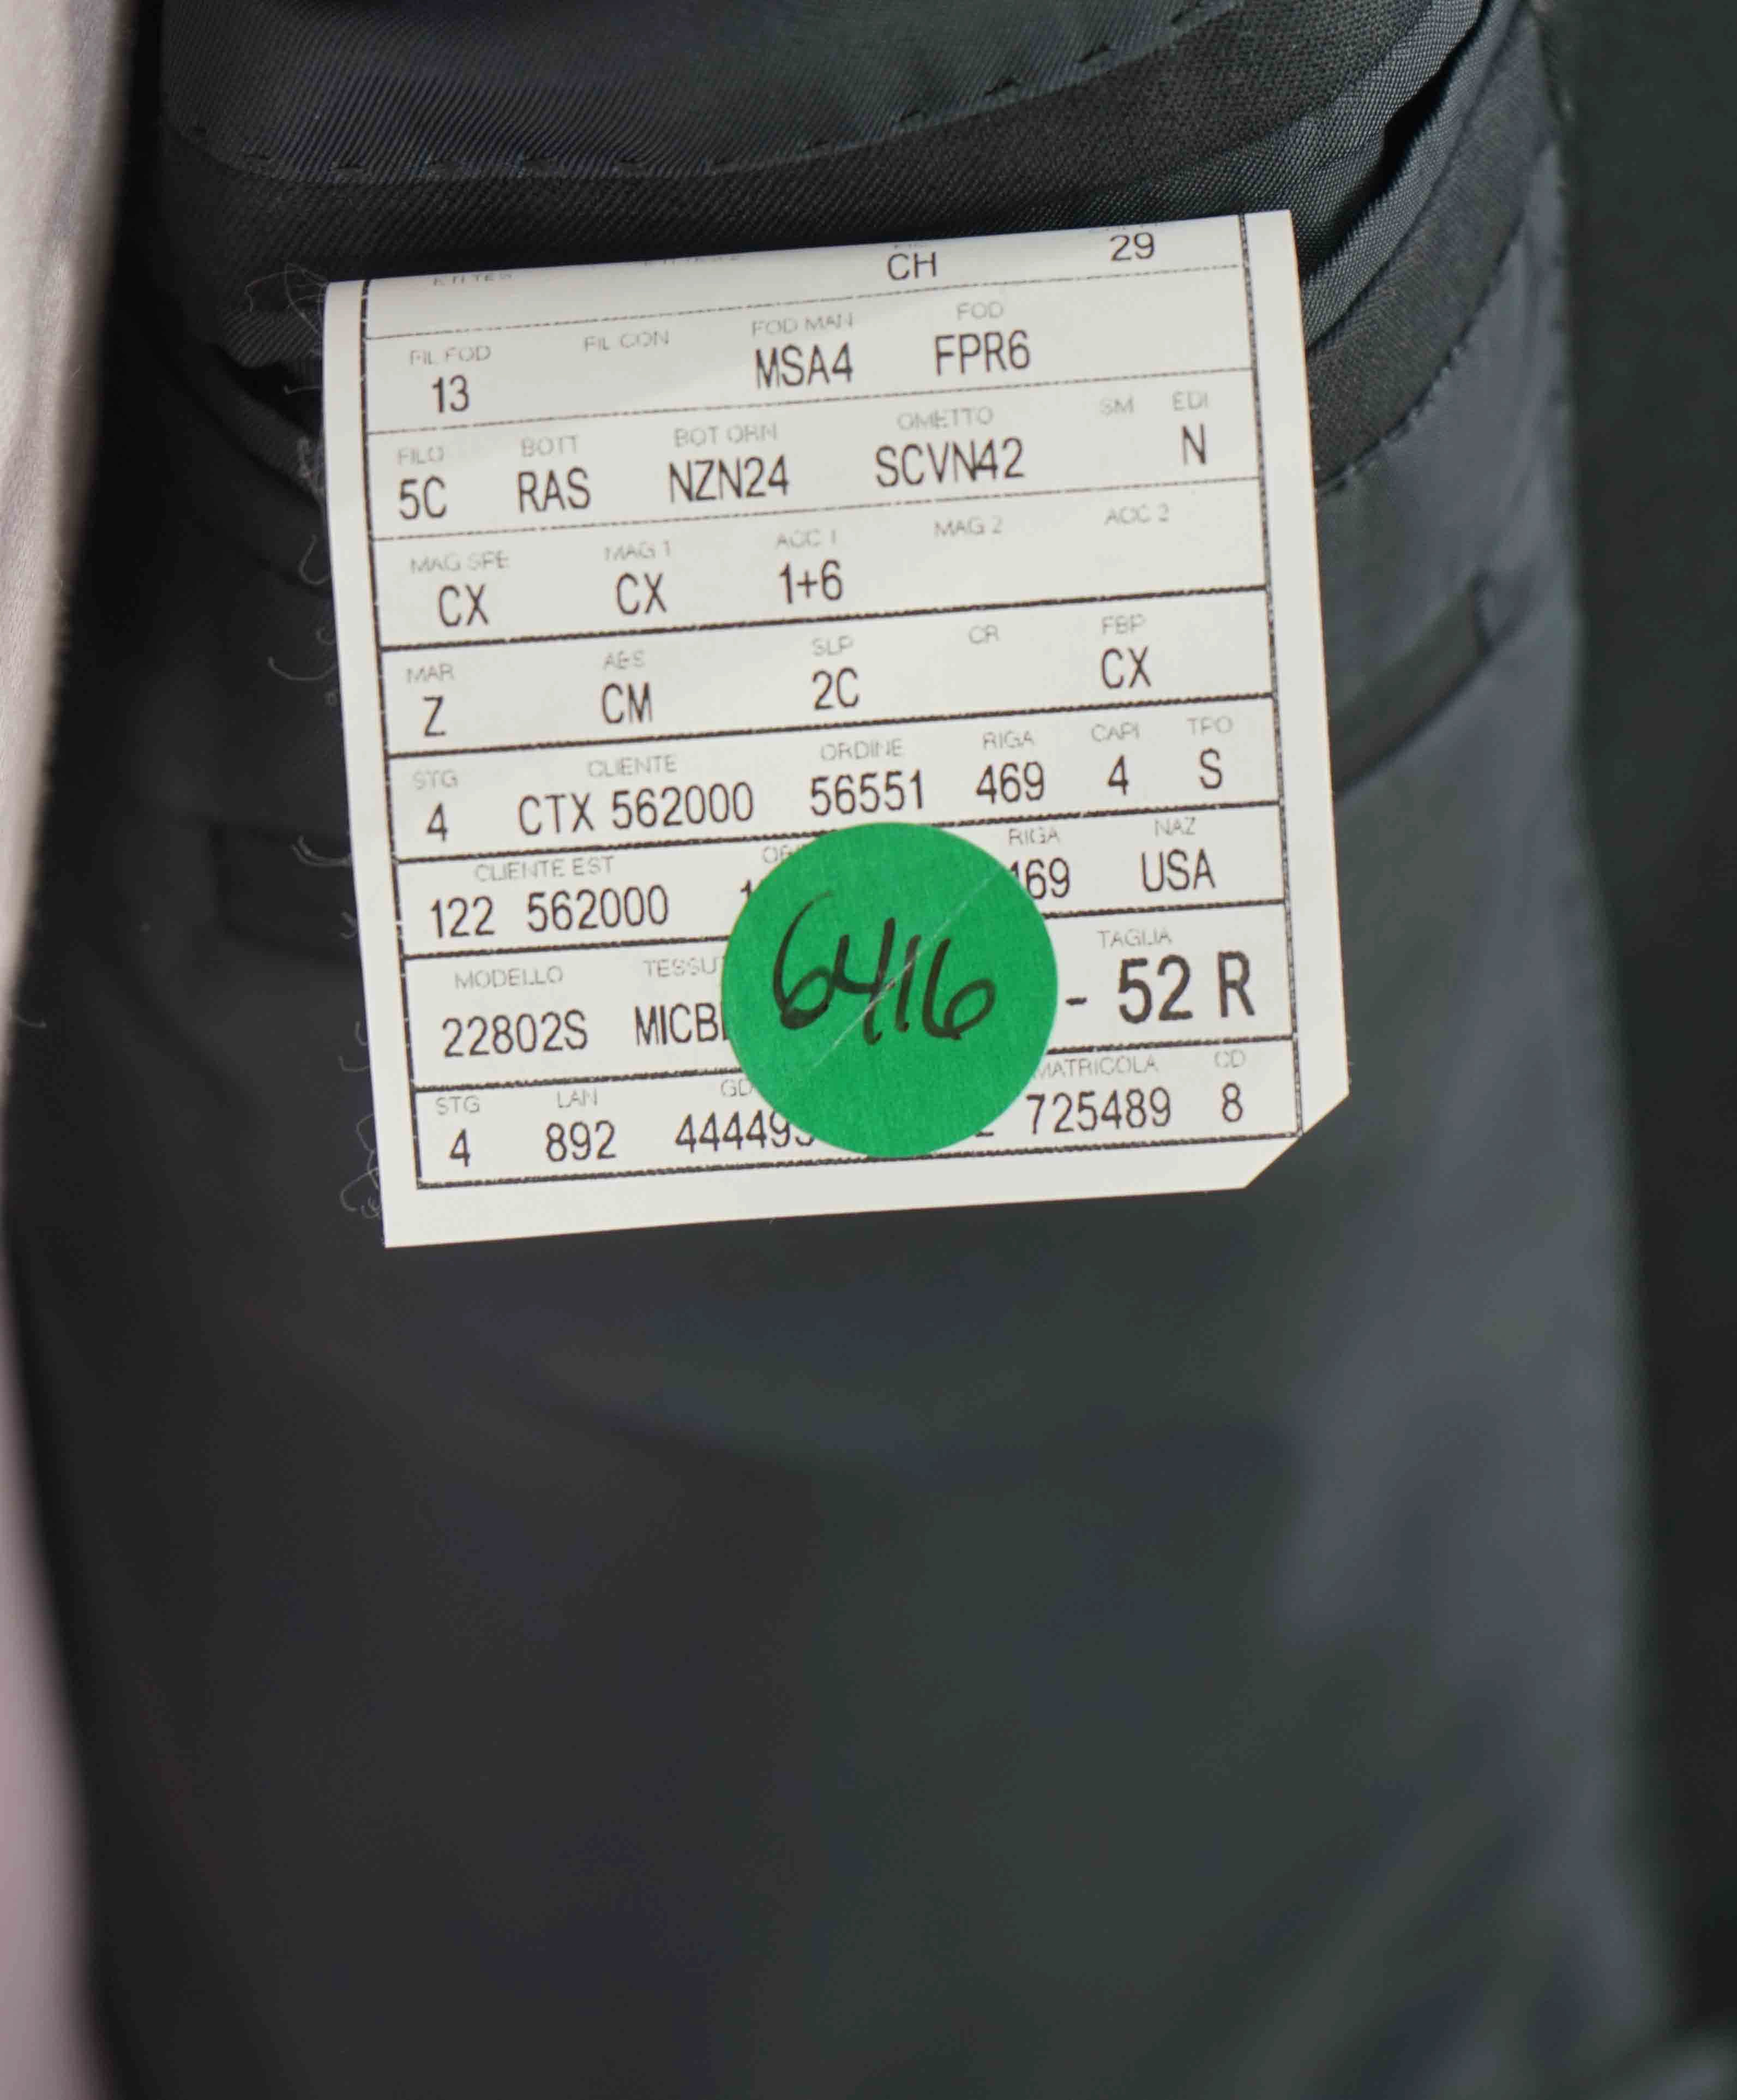 CH 29
FIL FOD FIL CON FOD MAN FOD
13 MSA4 FPR6
FILO BOTT BOT ORN OMETTO SM EDI
5C RAS NZN24 SCVN42 N
MAG SPE MAG 1 ACC 1 MAG 2 ACC 2
CX CX 1+6
MAR ABS SLP CR FBP
Z CM 2C CX
STG CLIENTE ORDINE RIGA CAPI TPO
4 CTX 562000 56551 469 4 S
CLIENTE EST RIGA NAZ
122 562000 469 USA
MODELLO TAGLIA
22802S - 52 R
6416
STG LAN MATRICOLA CD
4 892 725489 8